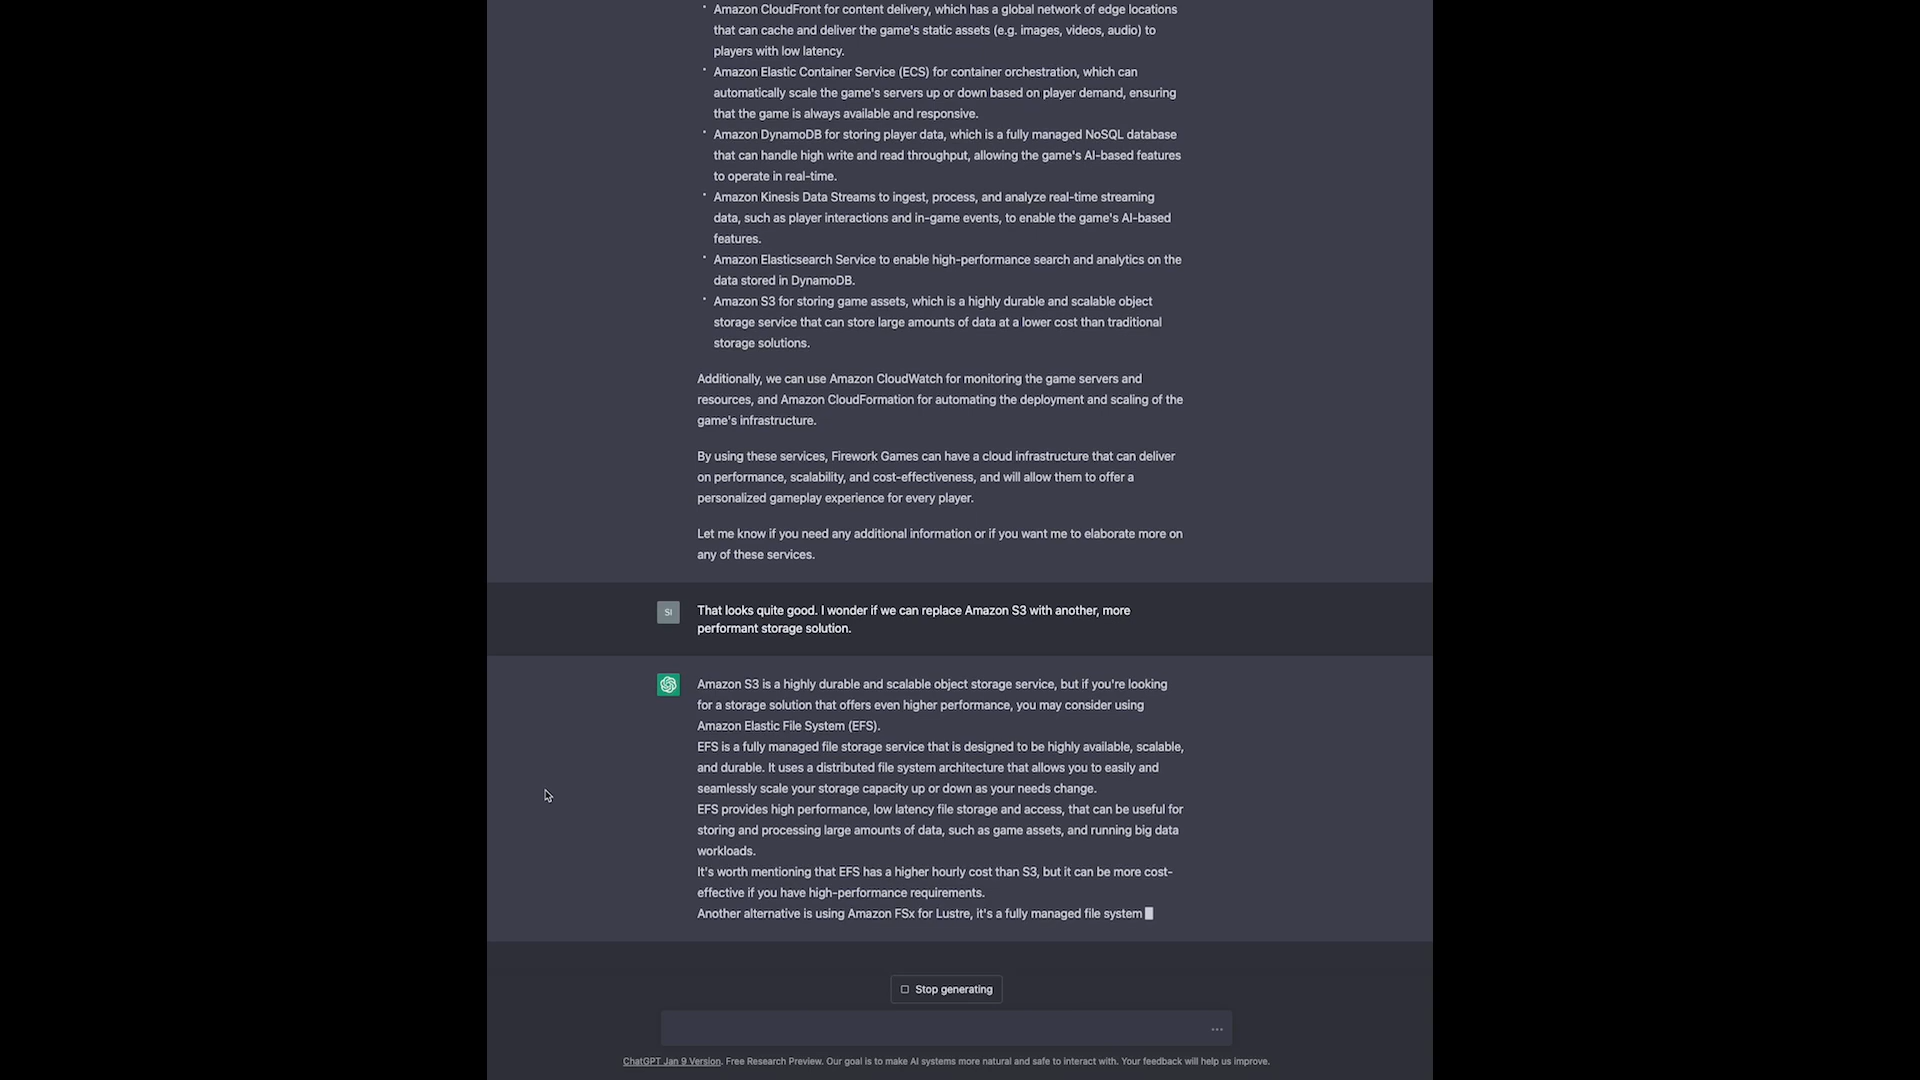 • Amazon CloudFront for content delivery, which has a global network of edge locations
that can cache and deliver the game's static assets (e.g. images, videos, audio) to
players with low latency.
• Amazon Elastic Container Service (ECS) for container orchestration, which can
automatically scale the game's servers up or down based on player demand, ensuring
that the game is always available and responsive.
• Amazon DynamoDB for storing player data, which is a fully managed NoSQL database
that can handle high write and read throughput, allowing the game's AI-based features
to operate in real-time.
• Amazon Kinesis Data Streams to ingest, process, and analyze real-time streaming
data, such as player interactions and in-game events, to enable the game's AI-based
features.
• Amazon Elasticsearch Service to enable high-performance search and analytics on the
data stored in DynamoDB.
• Amazon S3 for storing game assets, which is a highly durable and scalable object
storage service that can store large amounts of data at a lower cost than traditional
storage solutions.
Additionally, we can use Amazon CloudWatch for monitoring the game servers and
resources, and Amazon CloudFormation for automating the deployment and scaling of the
game's infrastructure.
By using these services, Firework Games can have a cloud infrastructure that can deliver
on performance, scalability, and cost-effectiveness, and will allow them to offer a
personalized gameplay experience for every player.
Let me know if you need any additional information or if you want me to elaborate more on
any of these services.
SI
That looks quite good. I wonder if we can replace Amazon S3 with another, more
performant storage solution.
Amazon S3 is a highly durable and scalable object storage service, but if you're looking
for a storage solution that offers even higher performance, you may consider using
Amazon Elastic File System (EFS).
EFS is a fully managed file storage service that is designed to be highly available, scalable,
and durable. It uses a distributed file system architecture that allows you to easily and
seamlessly scale your storage capacity up or down as your needs change.
EFS provides high performance, low latency file storage and access, that can be useful for
storing and processing large amounts of data, such as game assets, and running big data
workloads.
It's worth mentioning that EFS has a higher hourly cost than S3, but it can be more cost-
effective if you have high-performance requirements.
Another alternative is using Amazon FSx for Lustre, it's a fully managed file system
Stop generating
ChatGPT Jan 9 Version. Free Research Preview. Our goal is to make AI systems more natural and safe to interact with. Your feedback will help us improve.